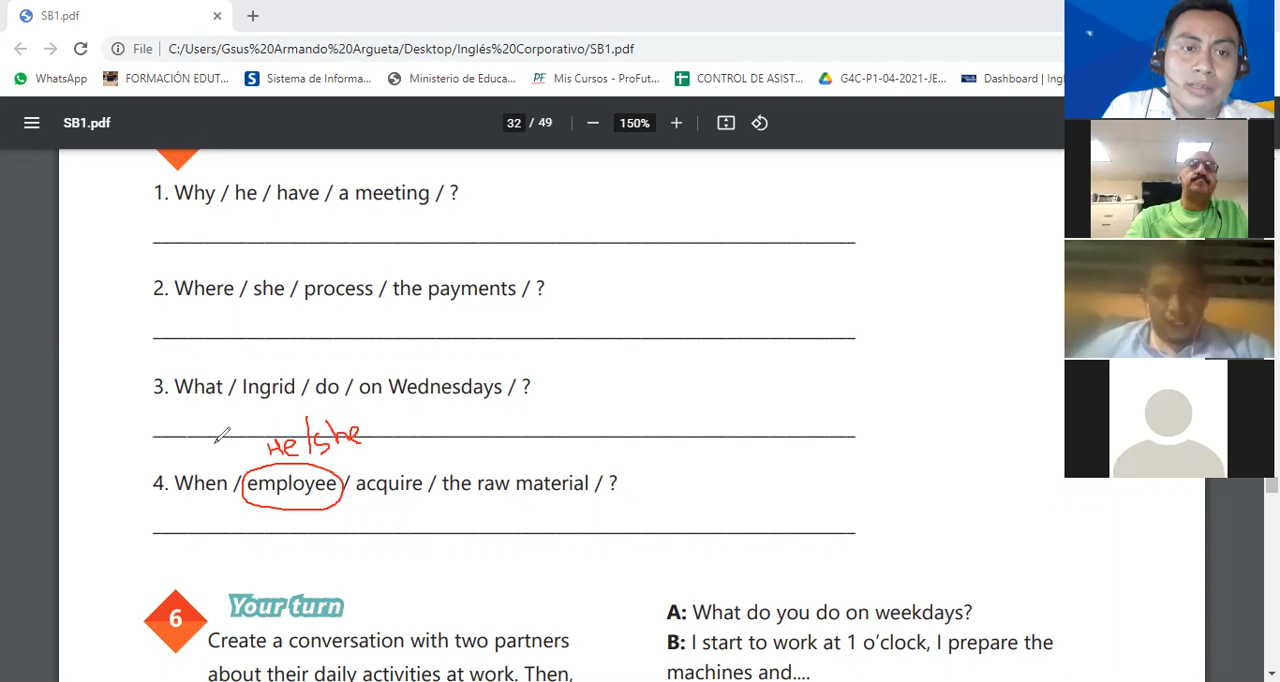 SB1.pdf
File
C:/Users/Gsus%20Armando%20Argueta/Desktop/Inglés%20Corporativo/SB1.pdf
WhatsApp
FORMACIÓN EDUT...
Sistema de Informa...
Ministerio de Educa...
Mis Cursos - ProFut...
CONTROL DE ASIST...
G4C-P1-04-2021-JE...
Dashboard | Ingl
SB1.pdf
32 / 49
150%
1. Why / he / have / a meeting / ?
2. Where / she / process / the payments / ?
3. What / Ingrid / do / on Wednesdays / ?
He/she
4. When / employee / acquire / the raw material / ?
6
Your turn
Create a conversation with two partners
about their daily activities at work. Then,
A: What do you do on weekdays?
B: I start to work at 1 o’clock, I prepare the
machines and....